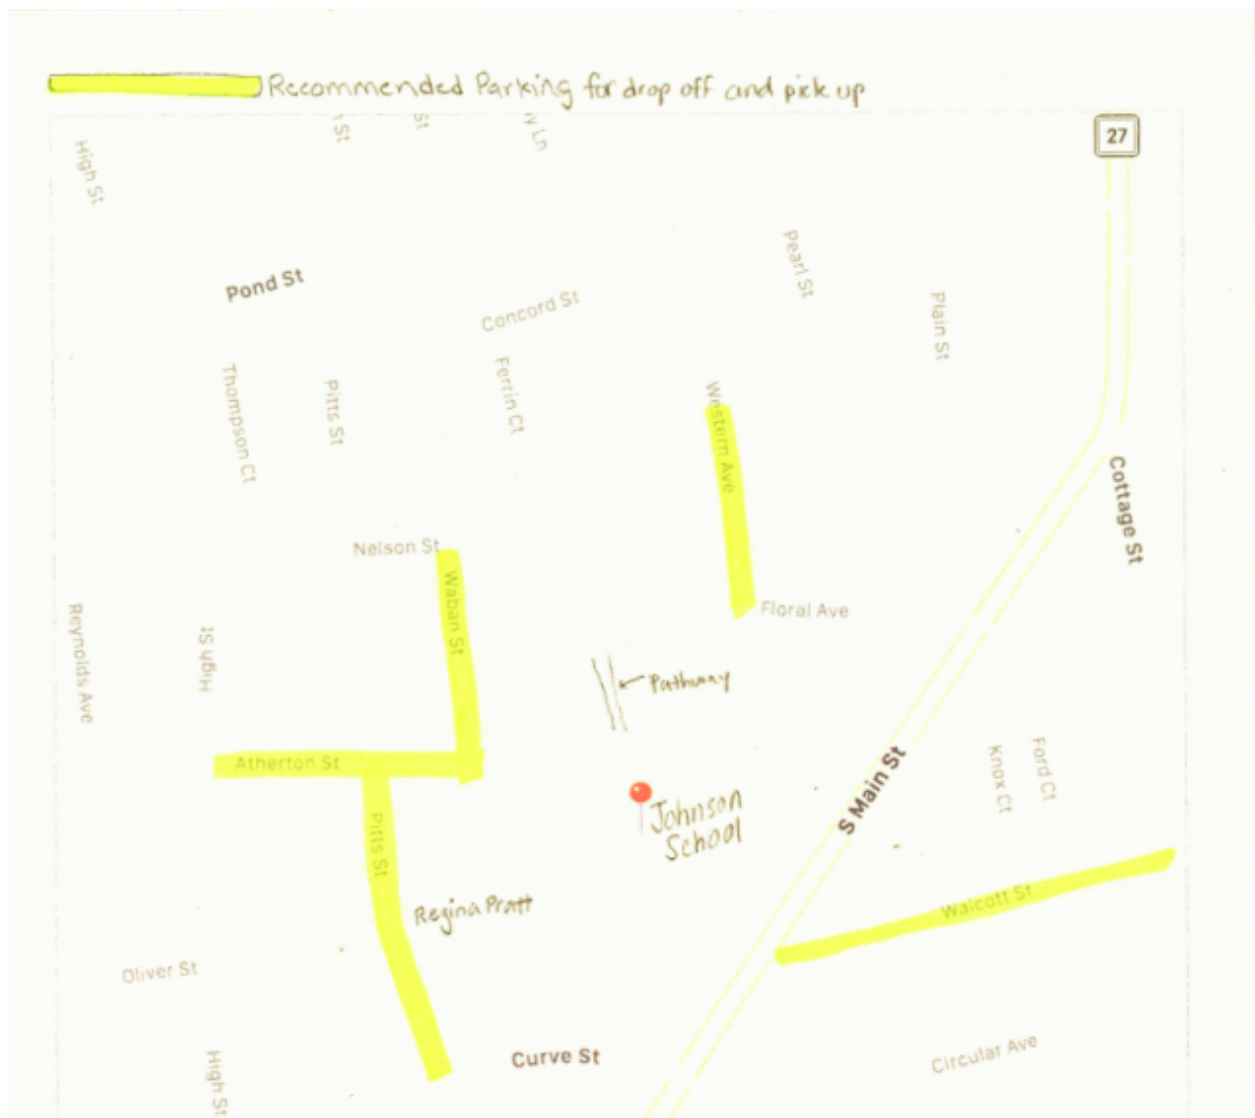 Recommended Parking for drop off and pick up
St
St
Ln
27
High St
Pearl St
Pond St
Concord St
Plain St
Thompson Ct
Pitts St
Ferrin Ct
Western Ave
Cottage St
Nelson St
Waban St
Floral Ave
Reynolds Ave
High St
Pathway
Atherton St
Knox Ct
Ford Ct
S Main St
Johnson
School
Pitts St
Walcott St
Regina Pratt
Oliver St
Curve St
Circular Ave
High St